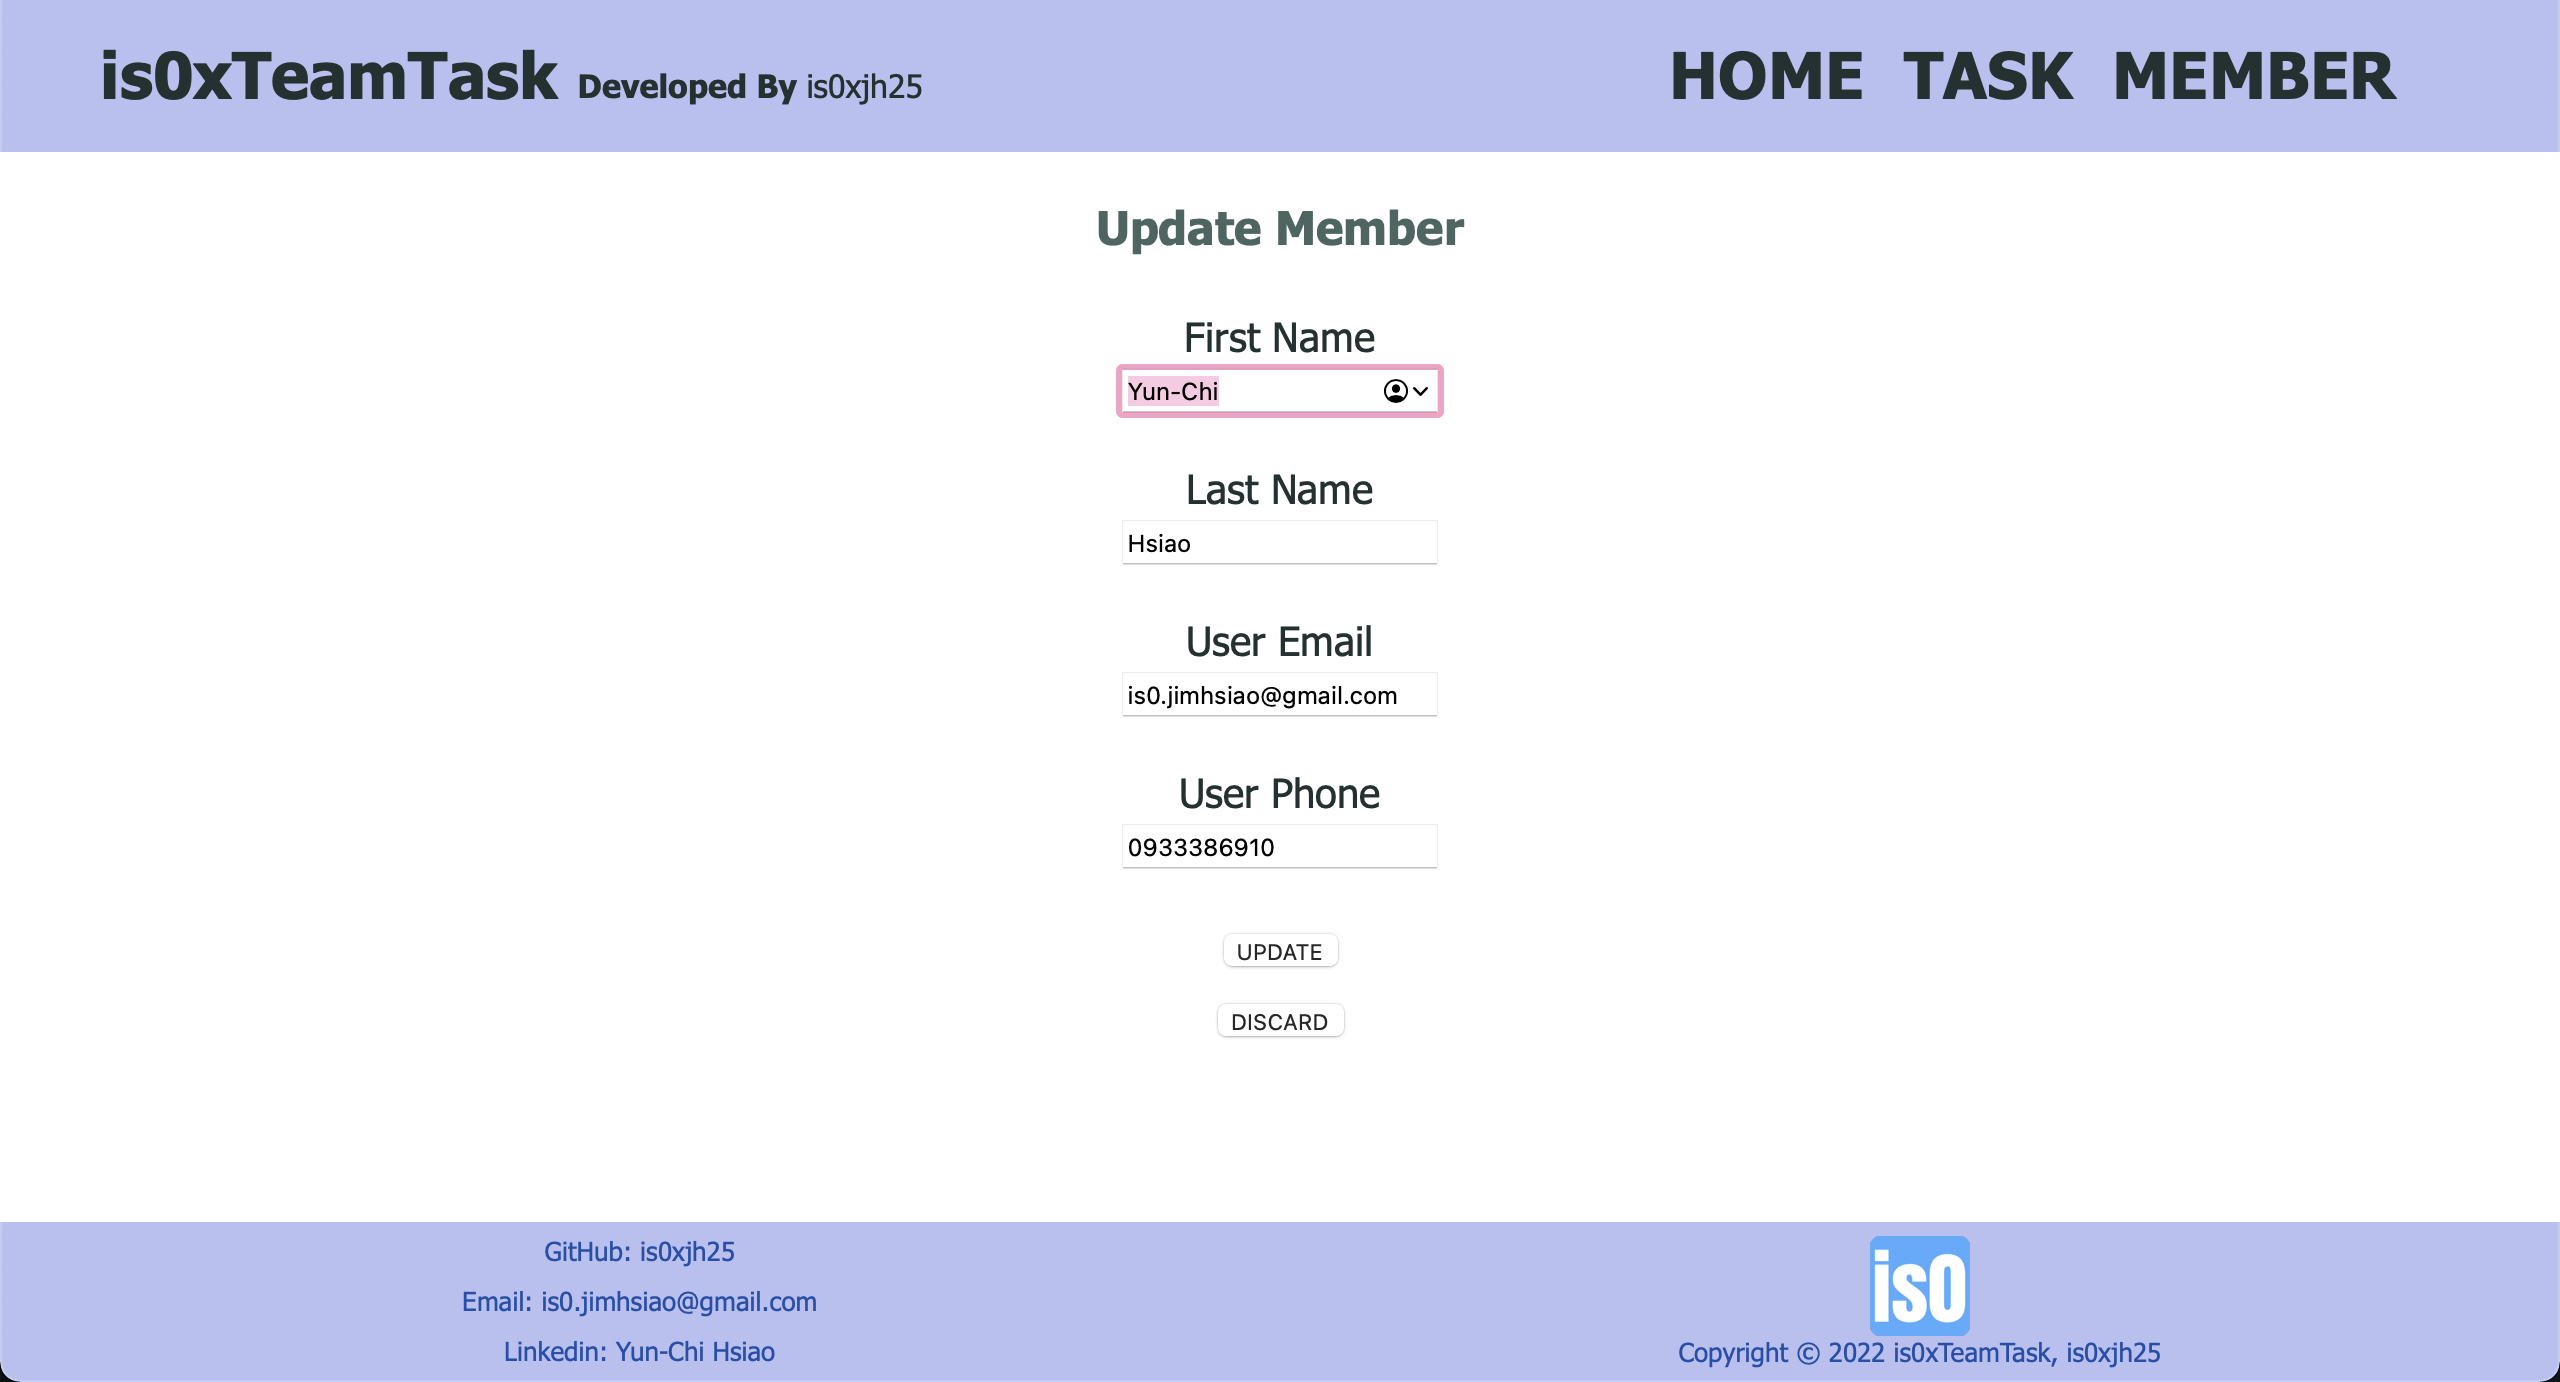 is0xTeamTask Developed By is0xjh25
HOME TASK MEMBER
Update Member
First Name
Yun-Chi
Last Name
Hsiao
User Email
is0.jimhsiao@gmail.com
User Phone
0933386910
UPDATE
DISCARD
GitHub: is0xjh25
Email: is0.jimhsiao@gmail.com
Linkedin: Yun-Chi Hsiao
is0
Copyright © 2022 is0xTeamTask, is0xjh25